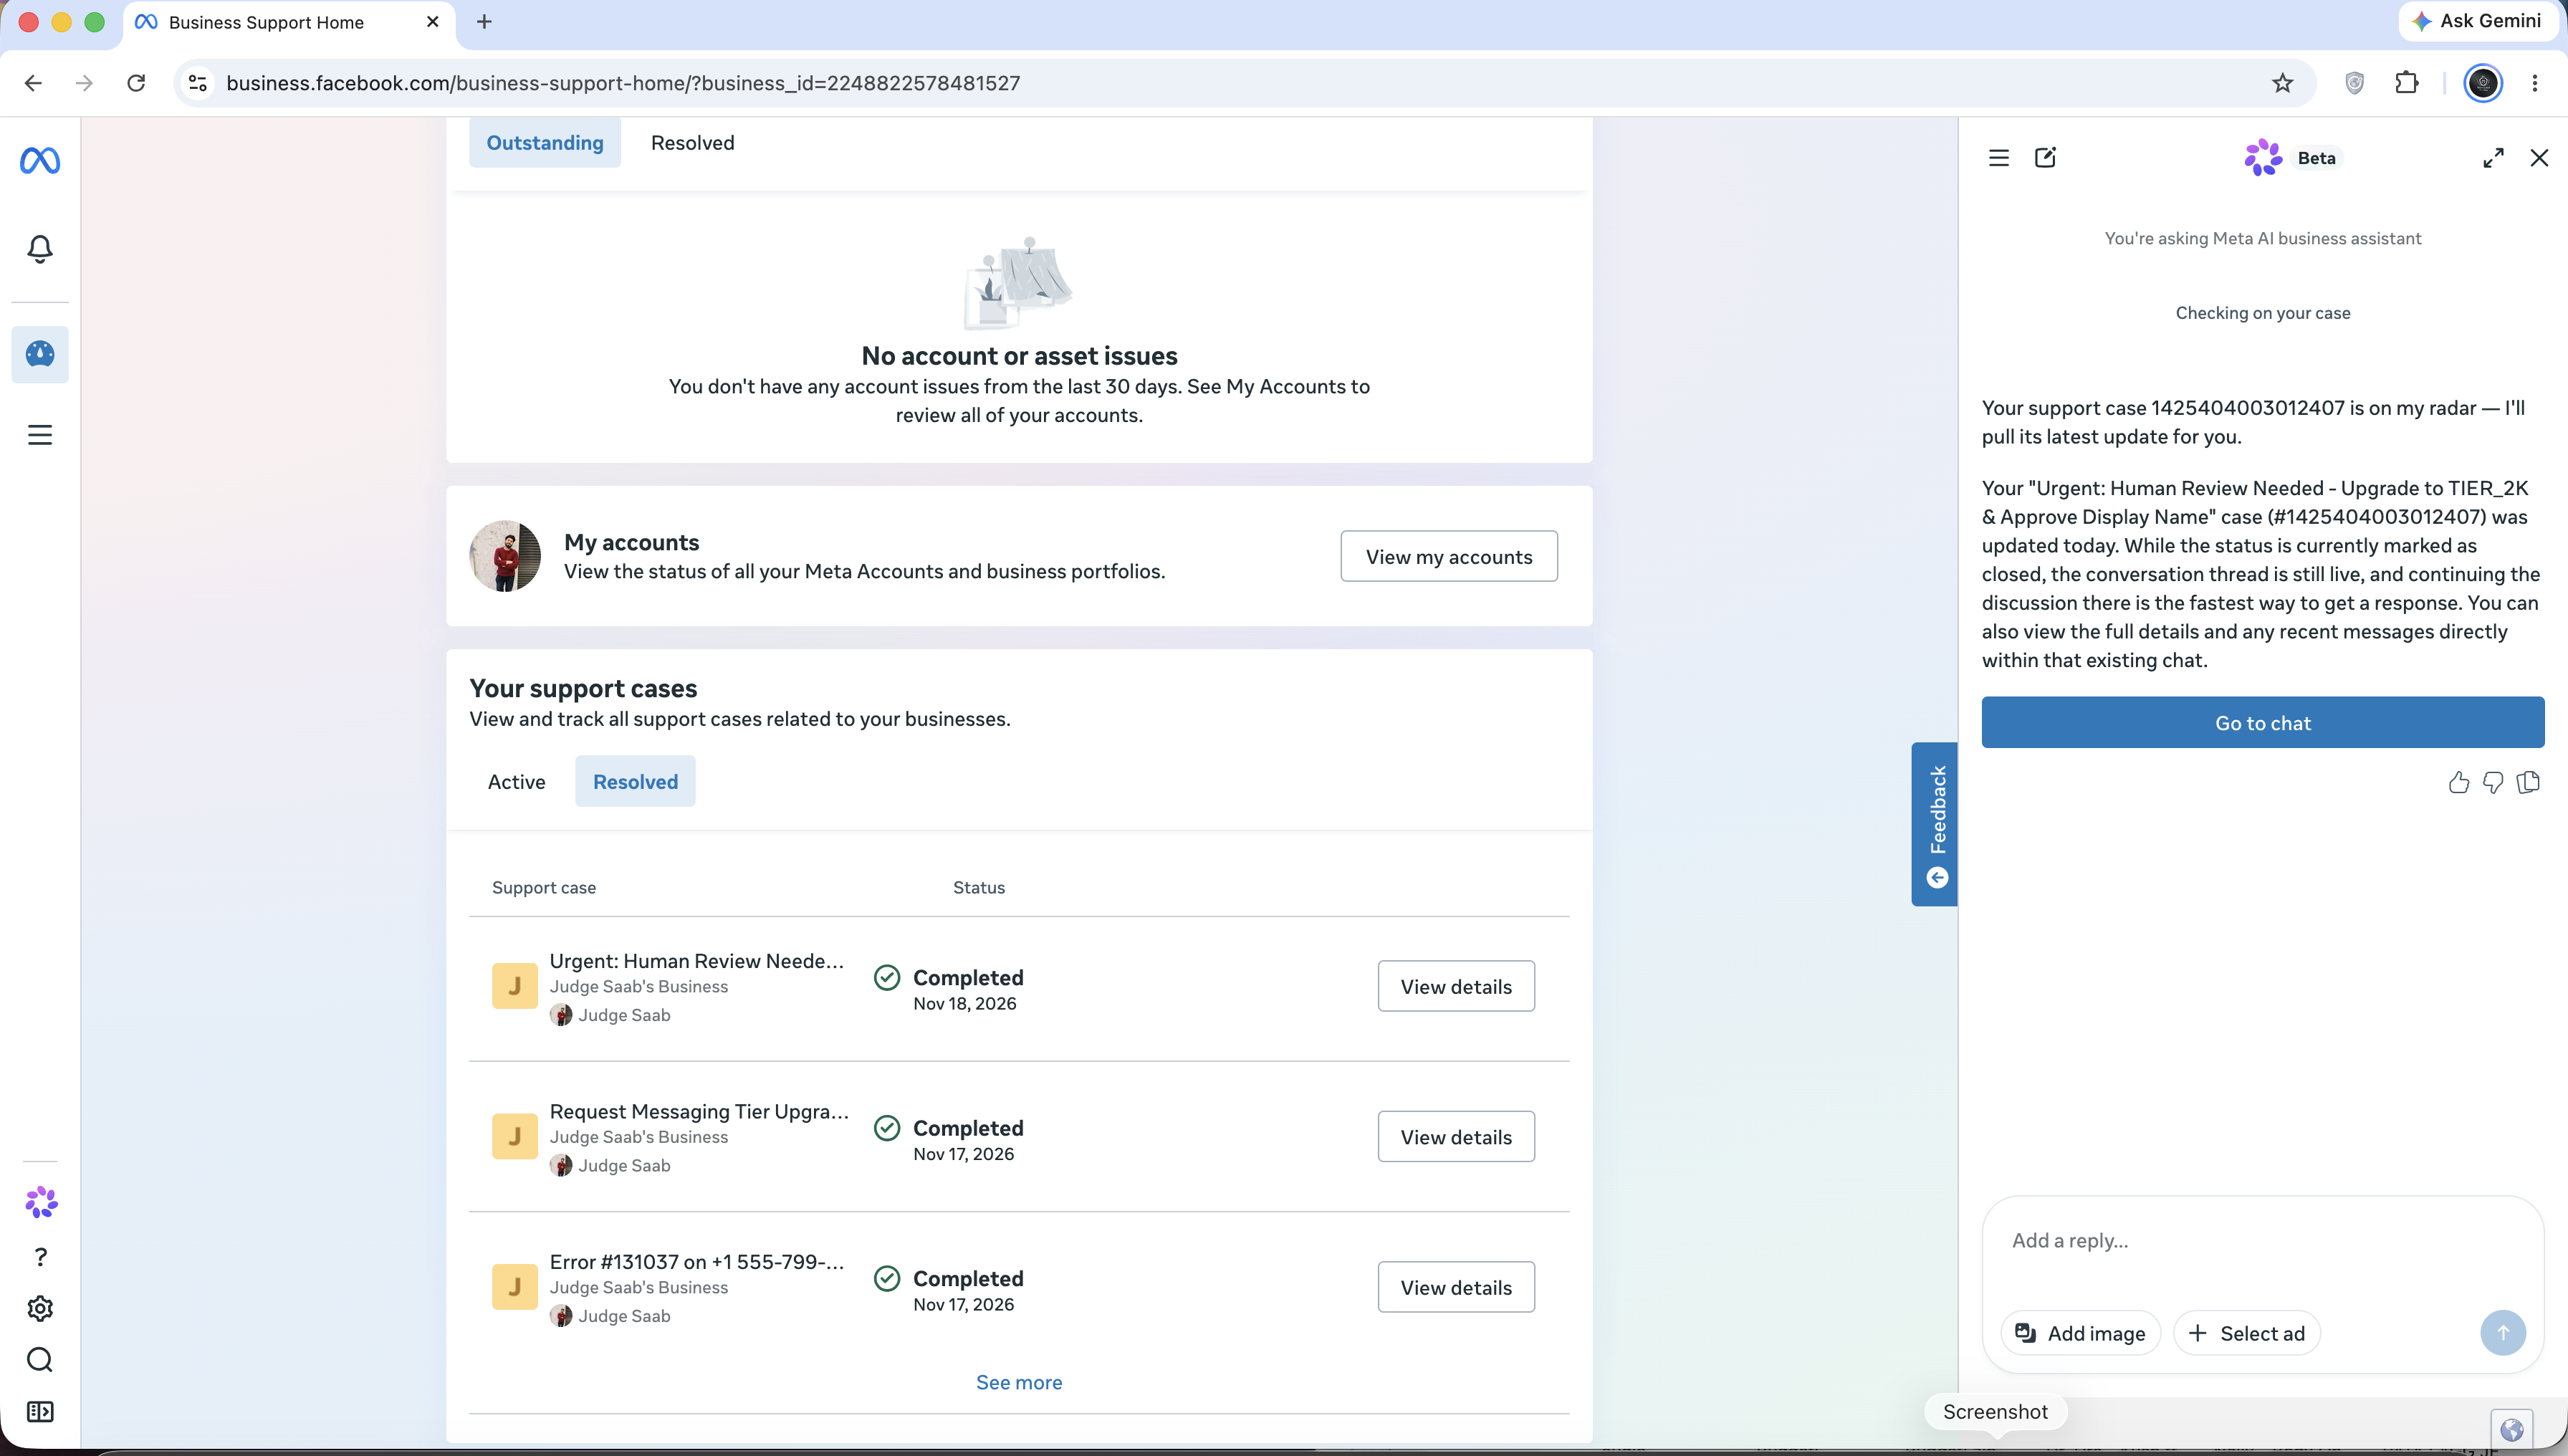 Business Support Home
Ask Gemini
business.facebook.com/business-support-home/?business_id=2248822578481527
Outstanding
Resolved
No account or asset issues
You don't have any account issues from the last 30 days. See My Accounts to
review all of your accounts.
My accounts
View the status of all your Meta Accounts and business portfolios.
View my accounts
Your support cases
View and track all support cases related to your businesses.
Active
Resolved
Support case
Status
Urgent: Human Review Neede...
Judge Saab's Business
Judge Saab
J
Completed
Nov 18, 2026
View details
Request Messaging Tier Upgra...
Judge Saab's Business
Judge Saab
J
Completed
Nov 17, 2026
View details
Error #131037 on +1 555-799-...
Judge Saab's Business
Judge Saab
J
Completed
Nov 17, 2026
View details
See more
Feedback
Beta
You're asking Meta AI business assistant
Checking on your case
Your support case 1425404003012407 is on my radar — I'll
pull its latest update for you.
Your "Urgent: Human Review Needed - Upgrade to TIER_2K
& Approve Display Name" case (#1425404003012407) was
updated today. While the status is currently marked as
closed, the conversation thread is still live, and continuing the
discussion there is the fastest way to get a response. You can
also view the full details and any recent messages directly
within that existing chat.
Go to chat
Add a reply...
Add image
Select ad
Screenshot